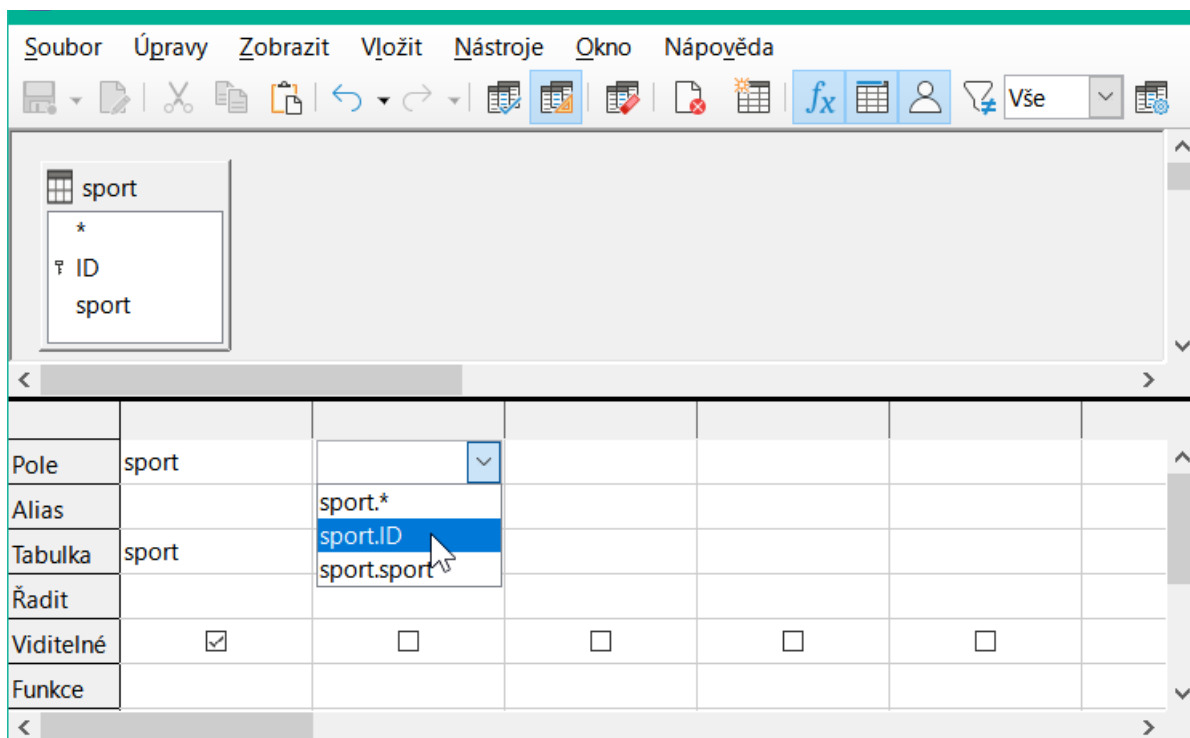 Soubor Úpravy Zobrazit Vložit Nástroje Okno Nápověda
fx Vše
sport
*
ID
sport
Pole sport
Alias sport.*
sport.ID
Tabulka sport
sport.sport
Řadit
Viditelné
Funkce